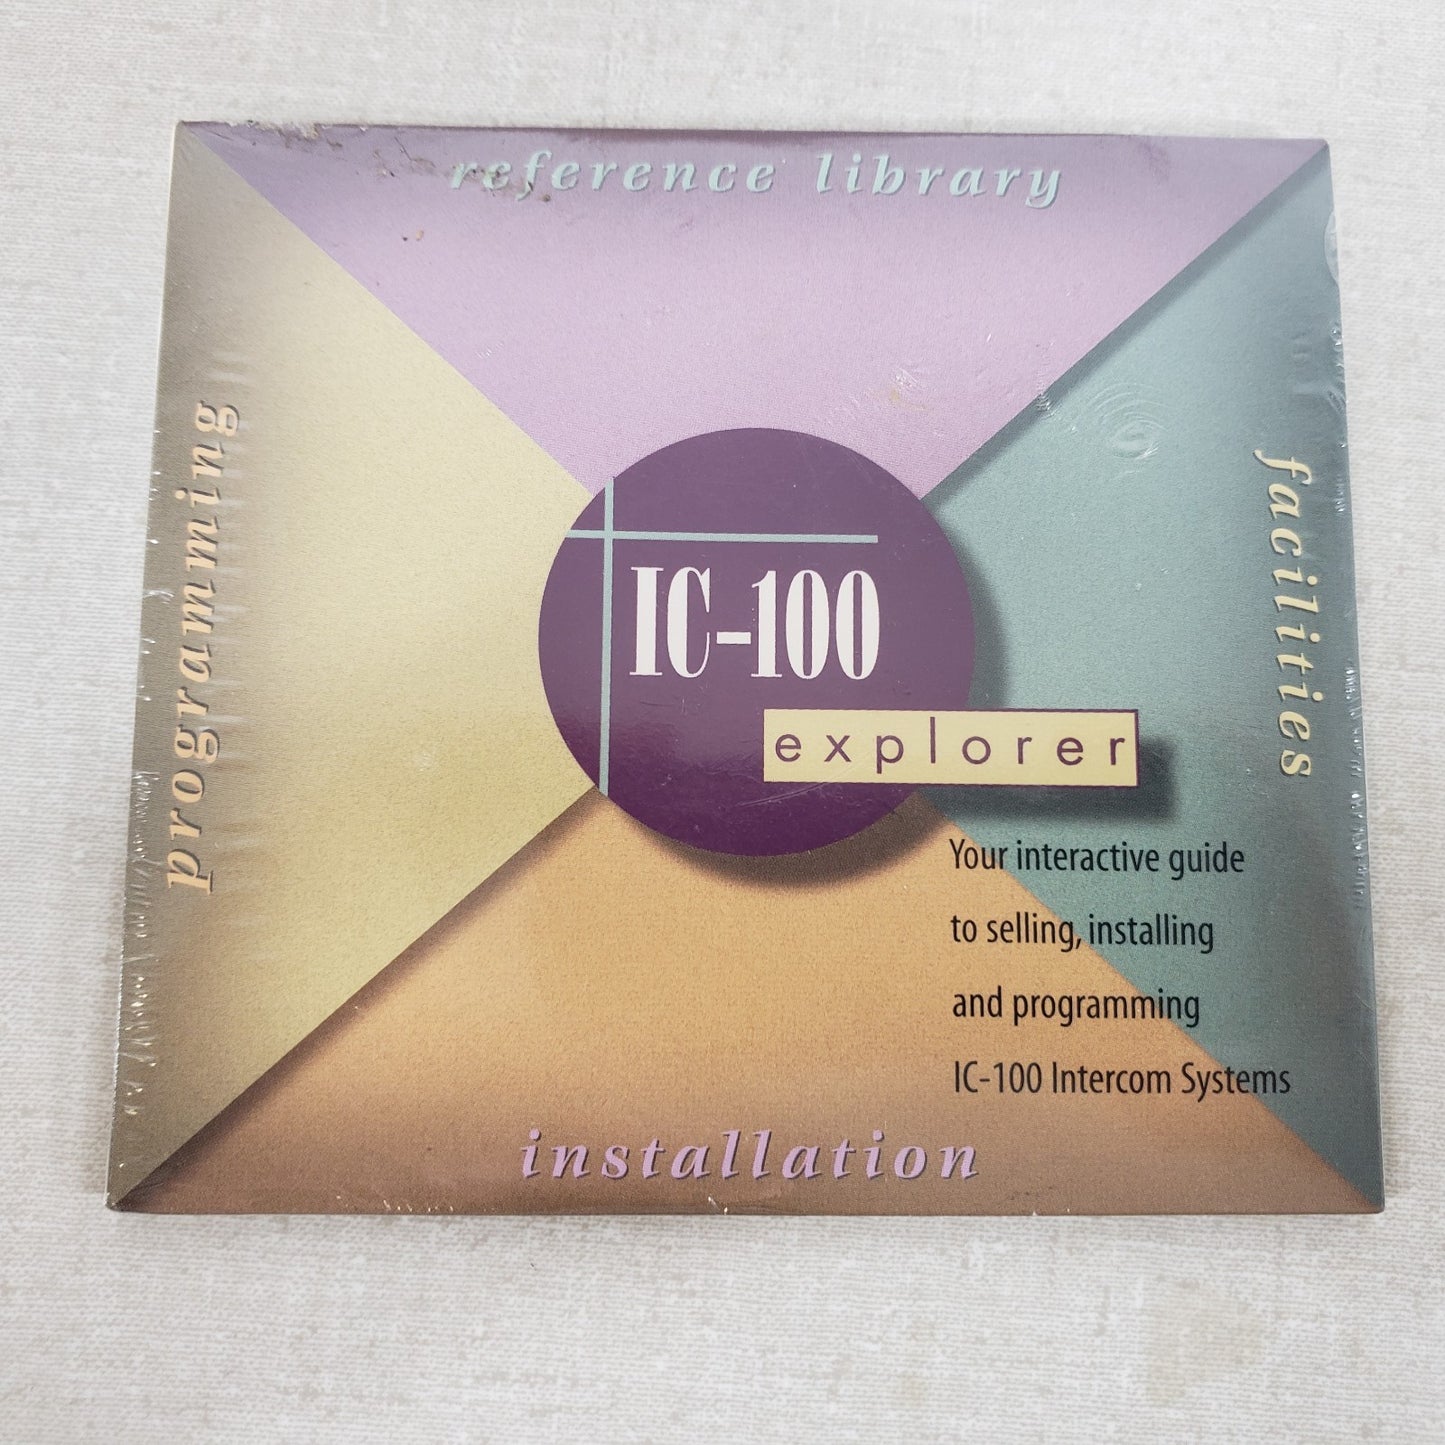 reference library
programming
facilities
IC-100
explorer
Your interactive guide
to selling, installing
and programming
IC-100 Intercom Systems
installation